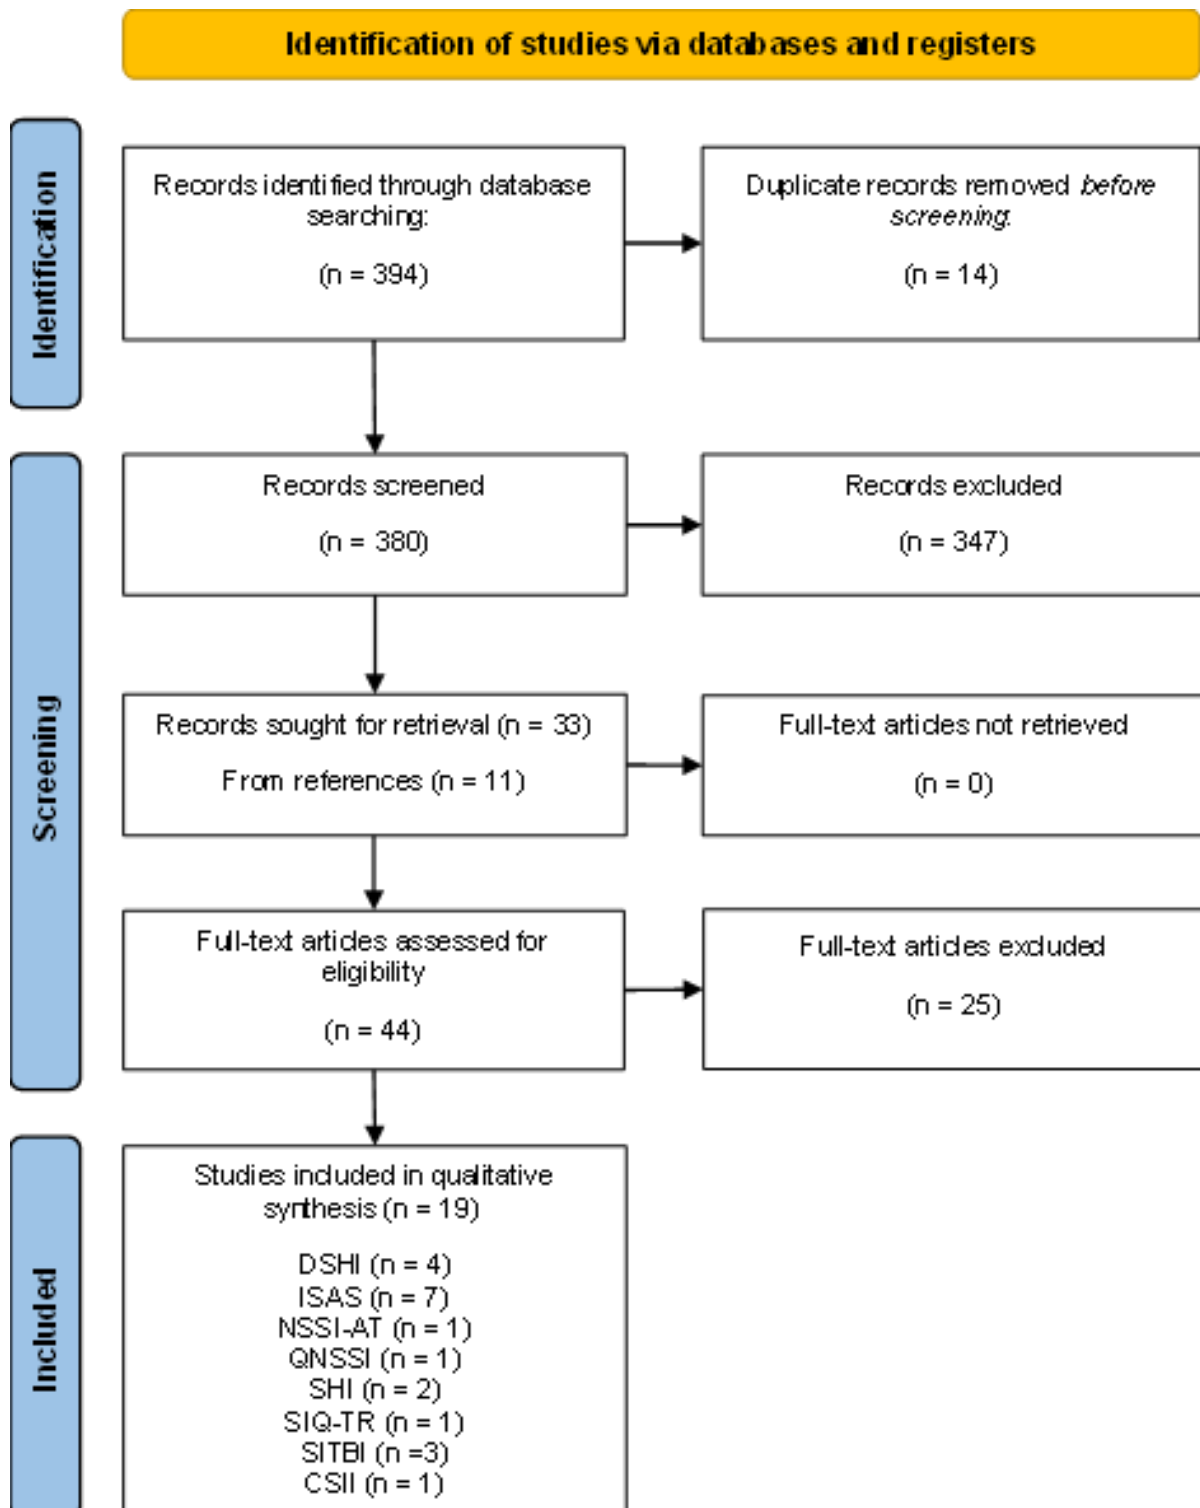 Identification of studies via databases and registers
Identification
Records identified through database
searching:
(n = 394)
Duplicate records removed before
screening:
(n = 14)
Screening
Records screened
(n = 380)
Records excluded
(n = 347)
Records sought for retrieval (n = 33)
From references (n = 11)
Full-text articles not retrieved
(n = 0)
Full-text articles assessed for
eligibility
(n = 44)
Full-text articles excluded
(n = 25)
Included
Studies included in qualitative
synthesis (n = 19)
DSHI (n = 4)
ISAS (n = 7)
NSSI-AT (n = 1)
QNSSI (n = 1)
SHI (n = 2)
SIQ-TR (n = 1)
SITBI (n =3)
CSII (n = 1)